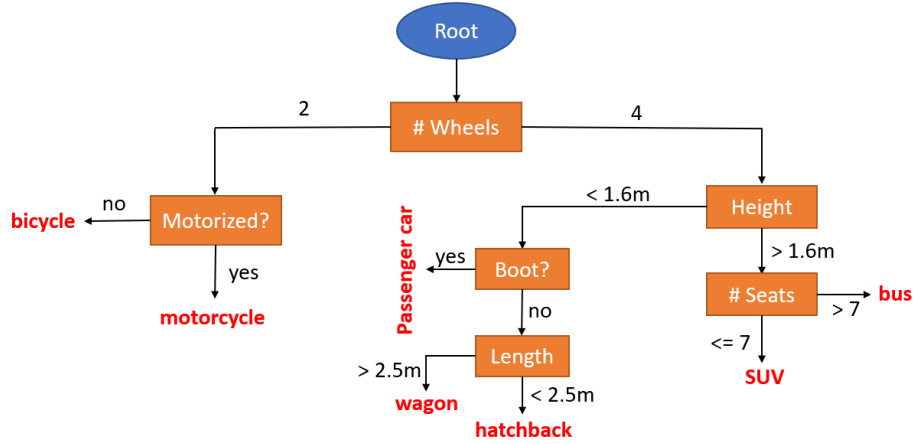 Root
2
# Wheels
4
no
bicycle
Motorized?
yes
motorcycle
< 1.6m
Height
> 1.6m
Passenger car
yes
Boot?
no
# Seats
> 7
bus
<= 7
SUV
Length
> 2.5m
wagon
< 2.5m
hatchback